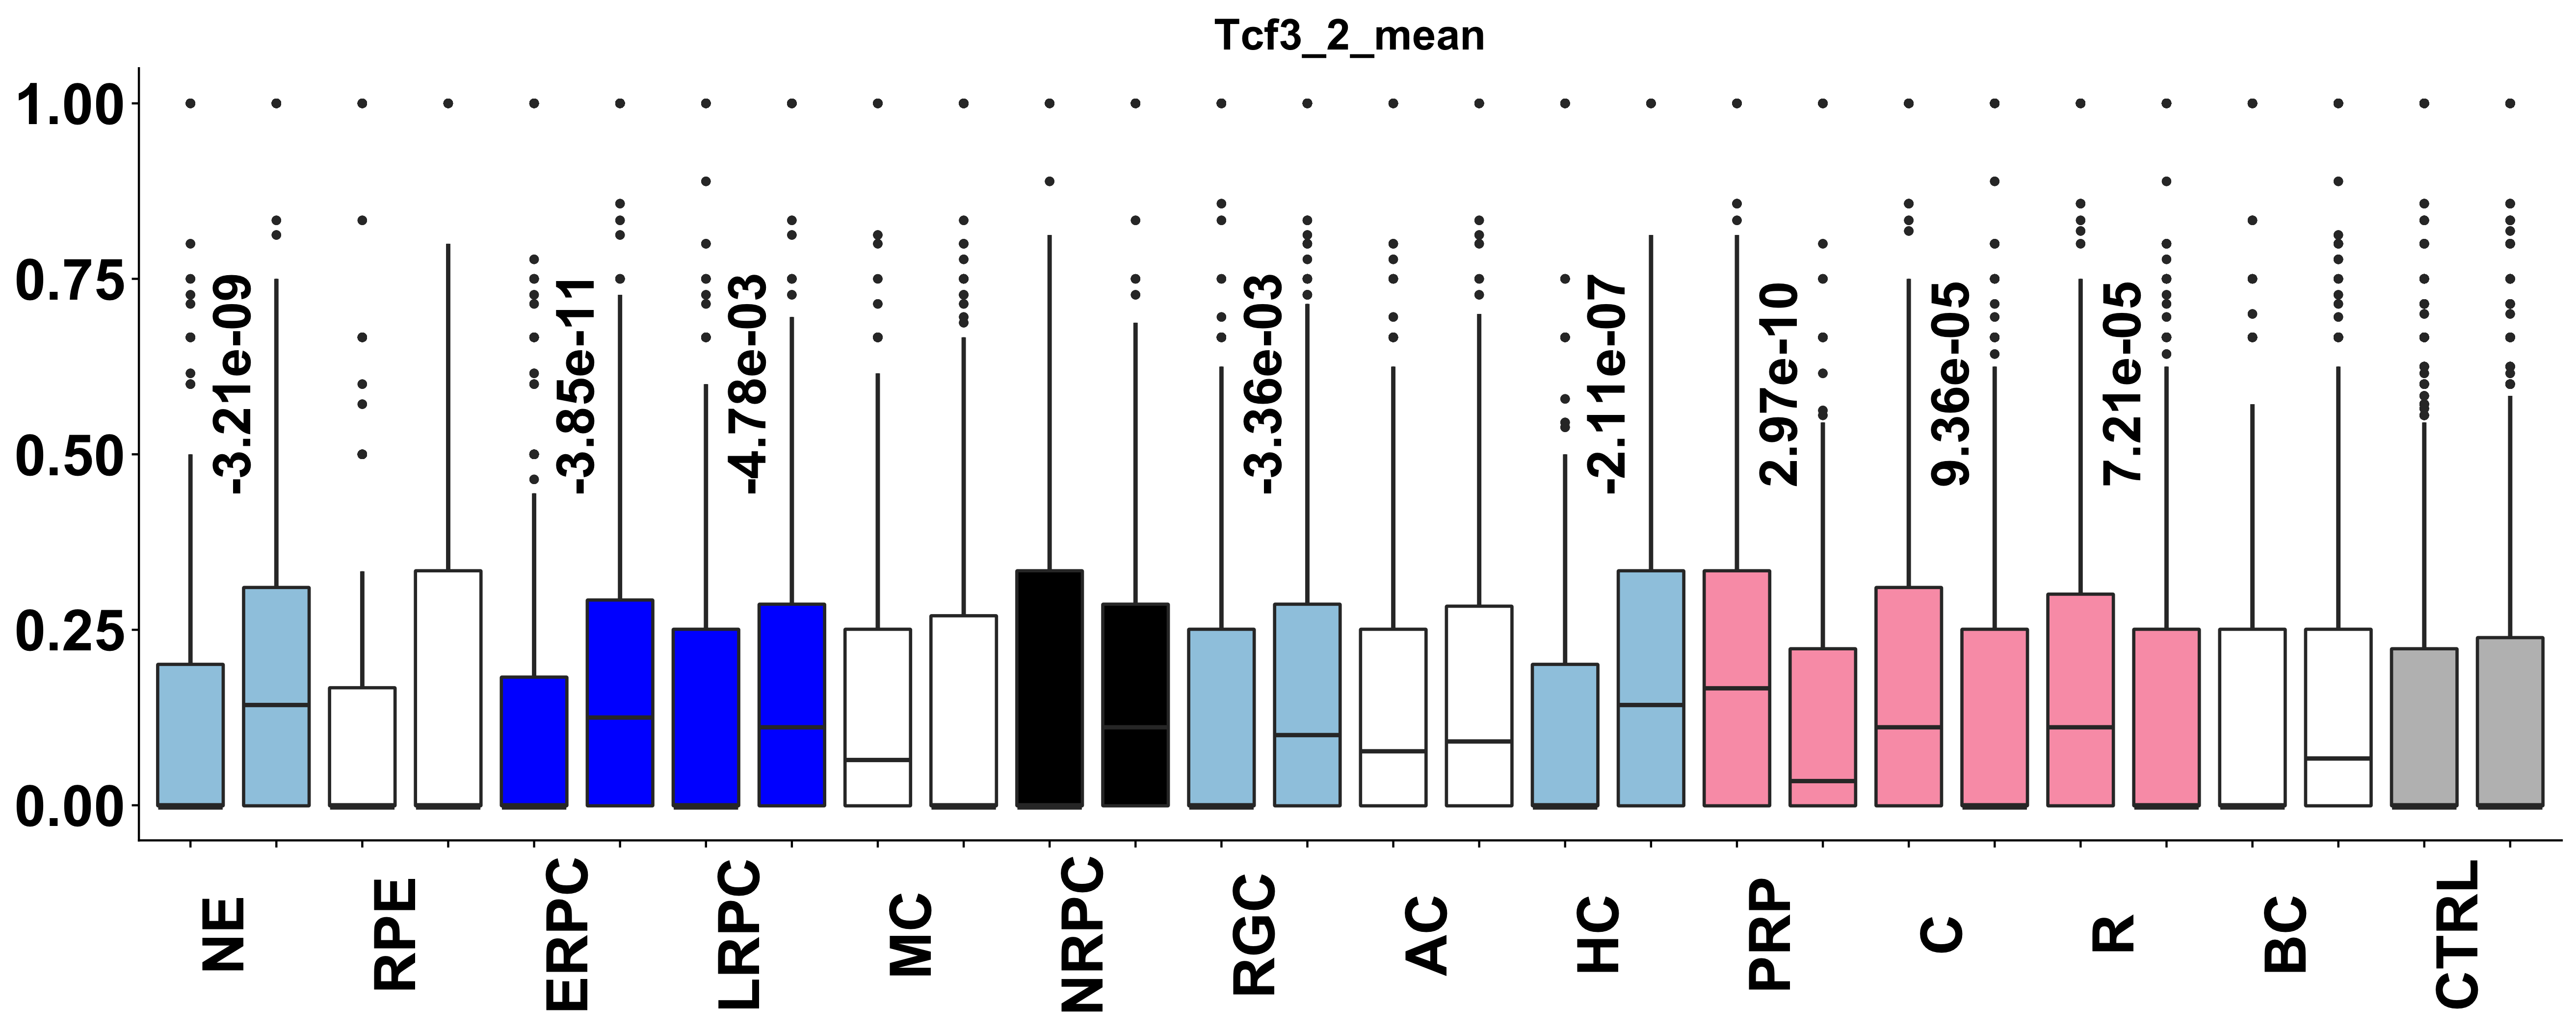 Tcf3_2_mean
1.00
0.75
0.50
0.25
0.00
-3.21e-09
-3.85e-11
-4.78e-03
-3.36e-03
-2.11e-07
2.97e-10
9.36e-05
7.21e-05
NE
RRPE
ERPC
LRPC
MC
NRPC
RGC
AC
HC
PRP
C
R
BC
CTRL